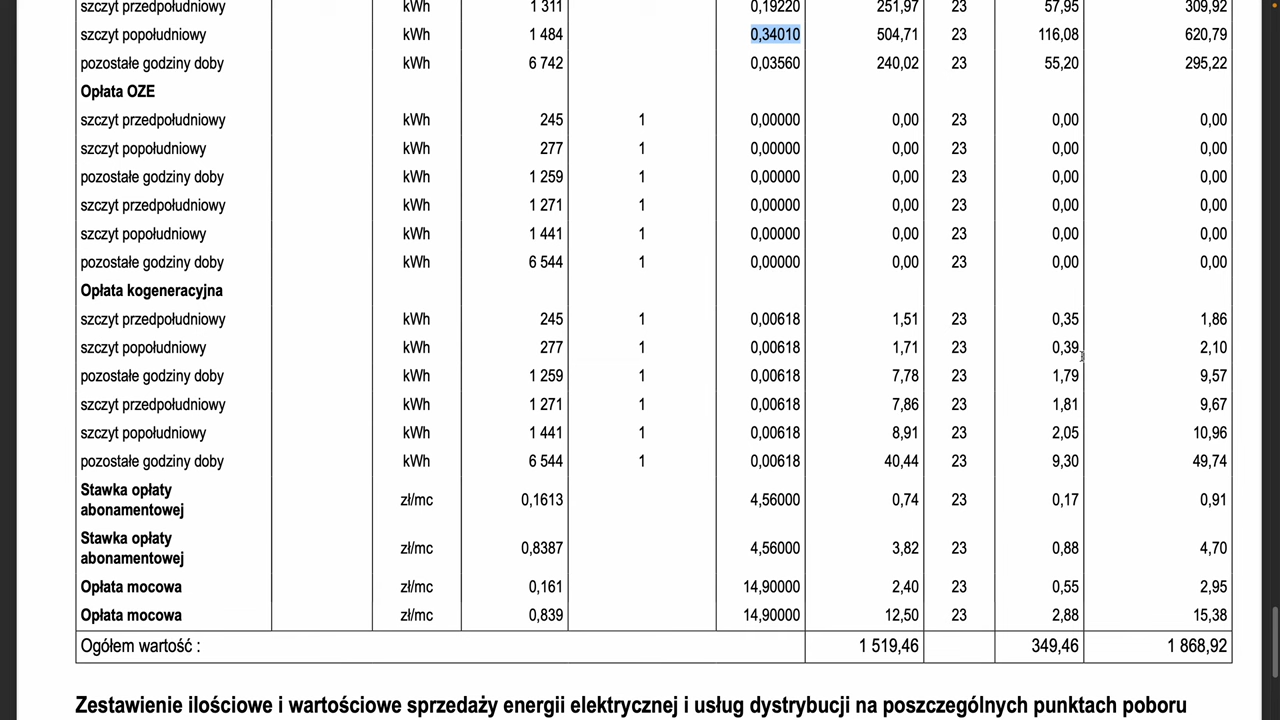 szczyt przedpołudniowy kWh 1 311 0,19220 251,97 23 57,95 309,92
szczyt popołudniowy kWh 1 484 0,34010 504,71 23 116,08 620,79
pozostałe godziny doby kWh 6 742 0,03560 240,02 23 55,20 295,22
Opłata OZE
szczyt przedpołudniowy kWh 245 1 0,00000 0,00 23 0,00 0,00
szczyt popołudniowy kWh 277 1 0,00000 0,00 23 0,00 0,00
pozostałe godziny doby kWh 1 259 1 0,00000 0,00 23 0,00 0,00
szczyt przedpołudniowy kWh 1 271 1 0,00000 0,00 23 0,00 0,00
szczyt popołudniowy kWh 1 441 1 0,00000 0,00 23 0,00 0,00
pozostałe godziny doby kWh 6 544 1 0,00000 0,00 23 0,00 0,00
Opłata kogeneracyjna
szczyt przedpołudniowy kWh 245 1 0,00618 1,51 23 0,35 1,86
szczyt popołudniowy kWh 277 1 0,00618 1,71 23 0,39 2,10
pozostałe godziny doby kWh 1 259 1 0,00618 7,78 23 1,79 9,57
szczyt przedpołudniowy kWh 1 271 1 0,00618 7,86 23 1,81 9,67
szczyt popołudniowy kWh 1 441 1 0,00618 8,91 23 2,05 10,96
pozostałe godziny doby kWh 6 544 1 0,00618 40,44 23 9,30 49,74
Stawka opłaty
abonamentowej zł/mc 0,1613 4,56000 0,74 23 0,17 0,91
Stawka opłaty
abonamentowej zł/mc 0,8387 4,56000 3,82 23 0,88 4,70
Opłata mocowa zł/mc 0,161 14,90000 2,40 23 0,55 2,95
Opłata mocowa zł/mc 0,839 14,90000 12,50 23 2,88 15,38
Ogółem wartość : 1 519,46 349,46 1 868,92
Zestawienie ilościowe i wartościowe sprzedaży energii elektrycznej i usług dystrybucji na poszczególnych punktach poboru